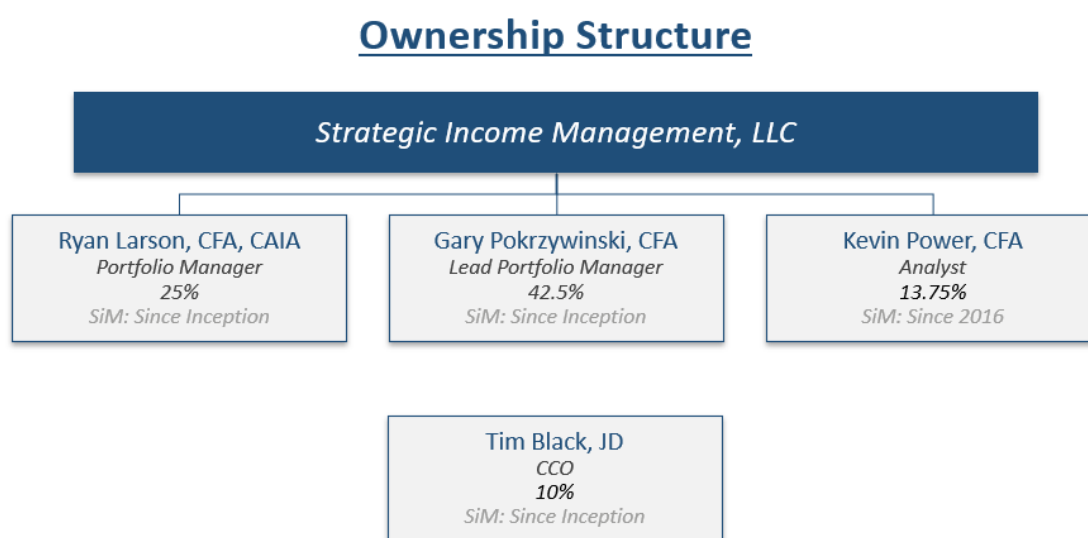 Ownership Structure
Strategic Income Management, LLC
Ryan Larson, CFA, CAIA
Portfolio Manager
25%
SiM: Since Inception
Gary Pokrzywinski, CFA
Lead Portfolio Manager
42.5%
SiM: Since Inception
Kevin Power, CFA
Analyst
13.75%
SiM: Since 2016
Tim Black, JD
CCO
10%
SiM: Since Inception